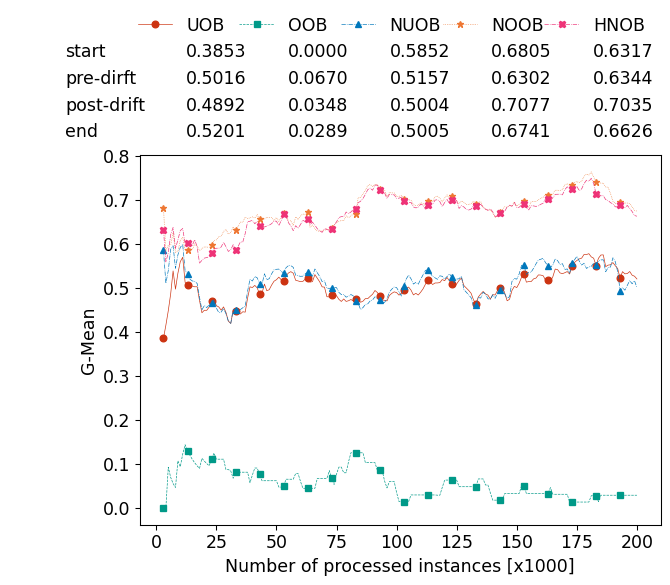 UOB OOB NUOB NOOB HNOB
start 0.3853 0.0000 0.5852 0.6805 0.6317
pre-dirft 0.5016 0.0670 0.5157 0.6302 0.6344
post-drift 0.4892 0.0348 0.5004 0.7077 0.7035
end 0.5201 0.0289 0.5005 0.6741 0.6626
0.8
0.7
0.6
0.5
0.4
0.3
0.2
0.1
0.0
G-Mean
0 25 50 75 100 125 150 175 200
Number of processed instances [x1000]